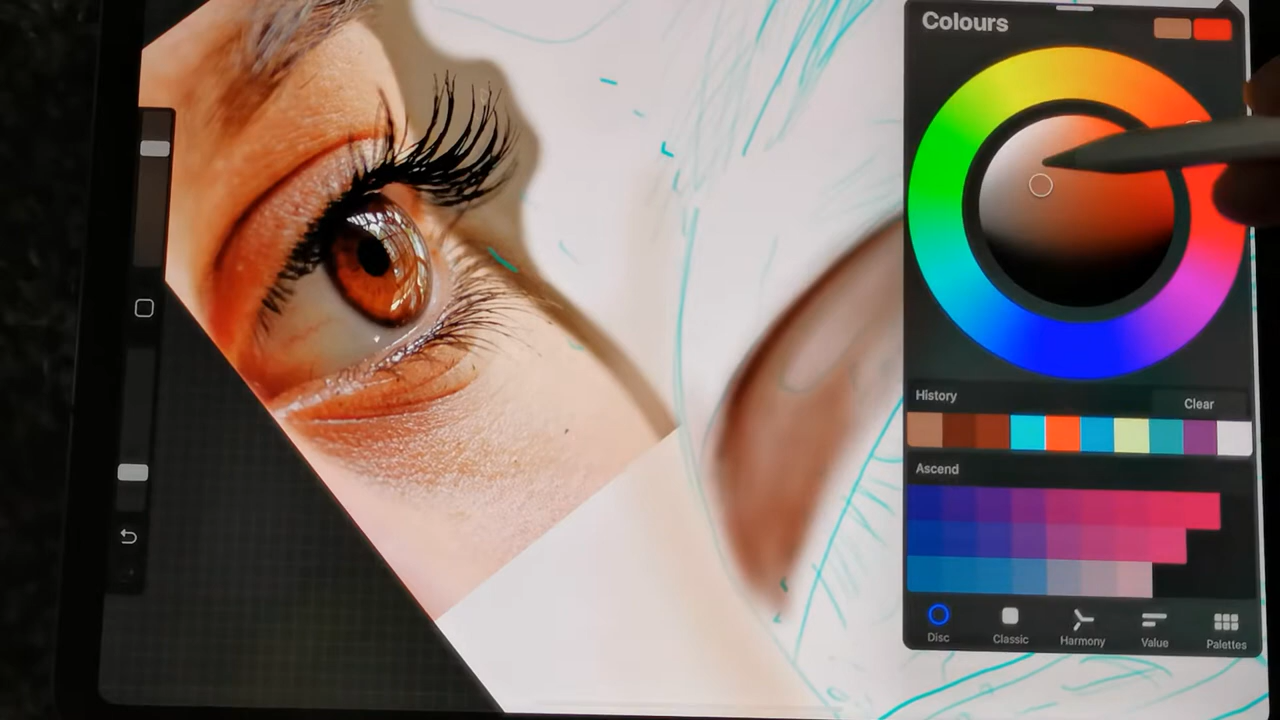 Colours
History
Clear
Ascend
Disc
Classic
Harmony
Value
Palettes